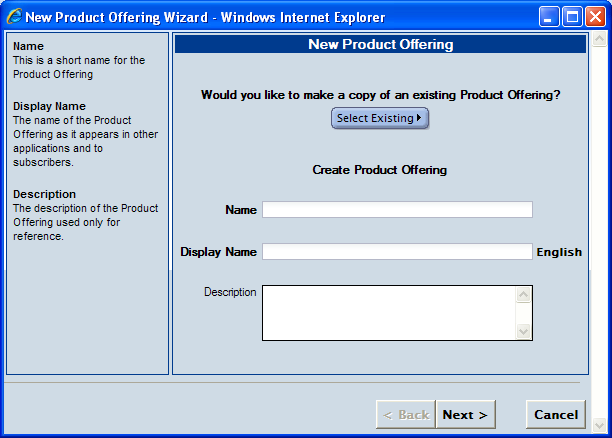 New Product Offering Wizard - Windows Internet Explorer
Name
This is a short name for the
Product Offering
Display Name
The name of the Product
Offering as it appears in other
applications and to
subscribers.
Description
The description of the Product
Offering used only for
reference.
New Product Offering
Would you like to make a copy of an existing Product Offering?
Select Existing
Create Product Offering
Name
Display Name English
Description
< Back Next > Cancel